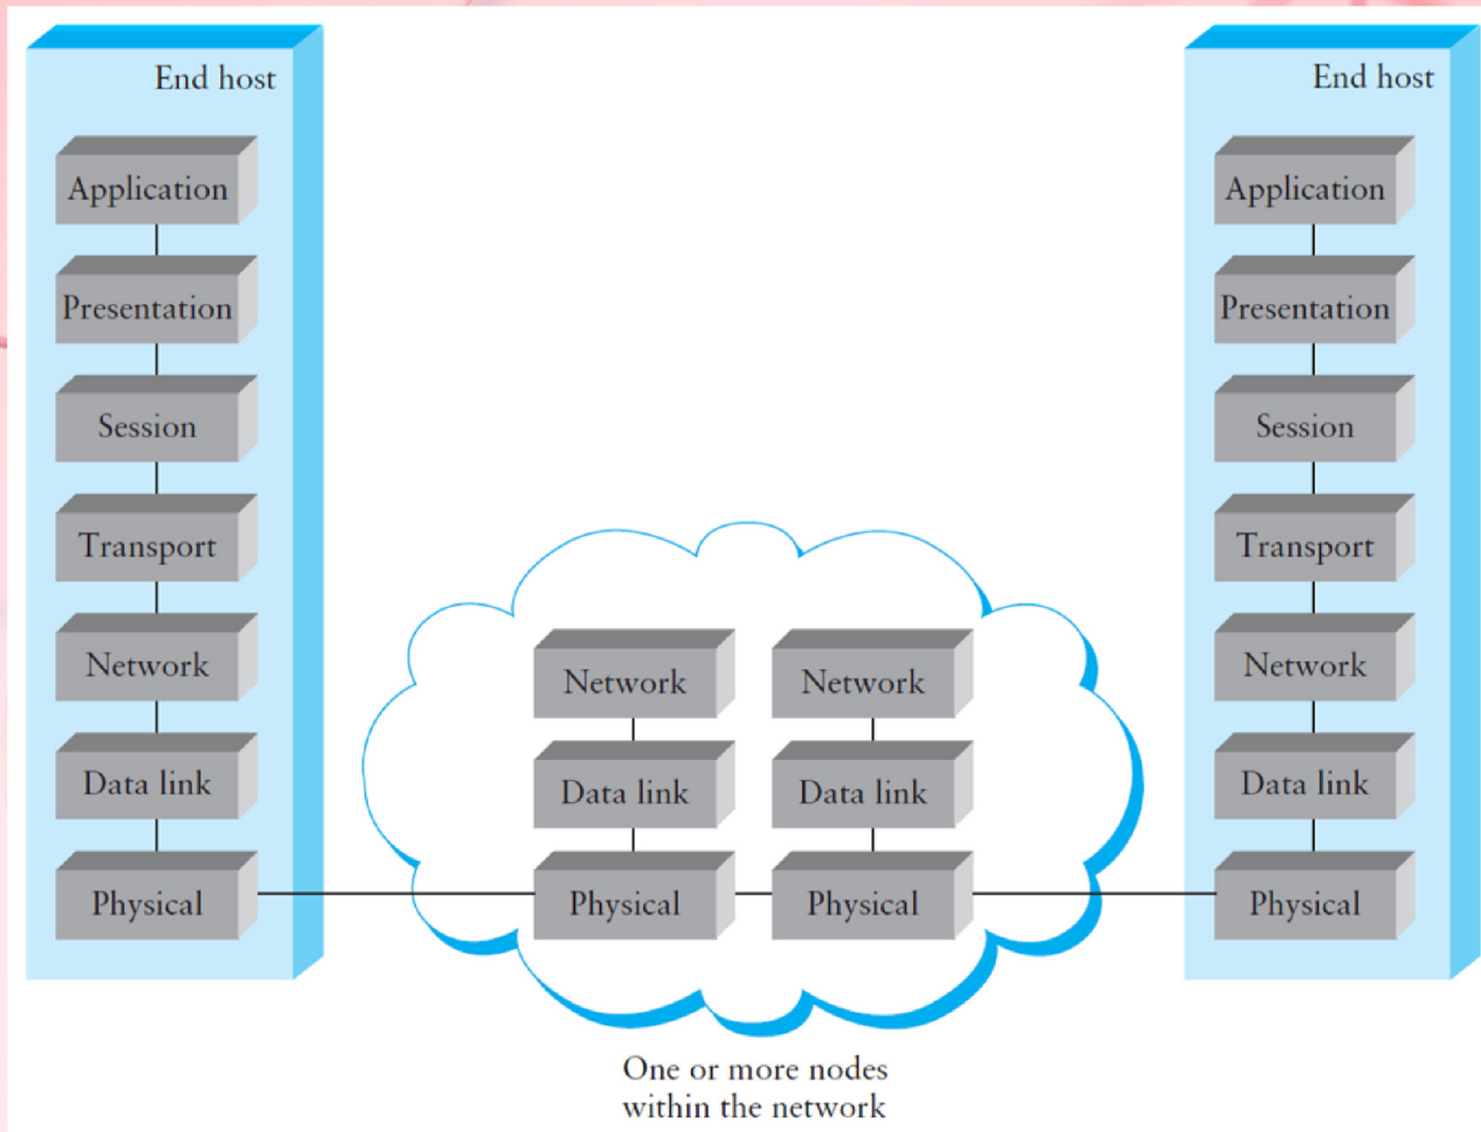 End host
Application
Presentation
Session
Transport
Network
Data link
Physical
Network
Data link
Physical
Network
Data link
Physical
One or more nodes
within the network
End host
Application
Presentation
Session
Transport
Network
Data link
Physical